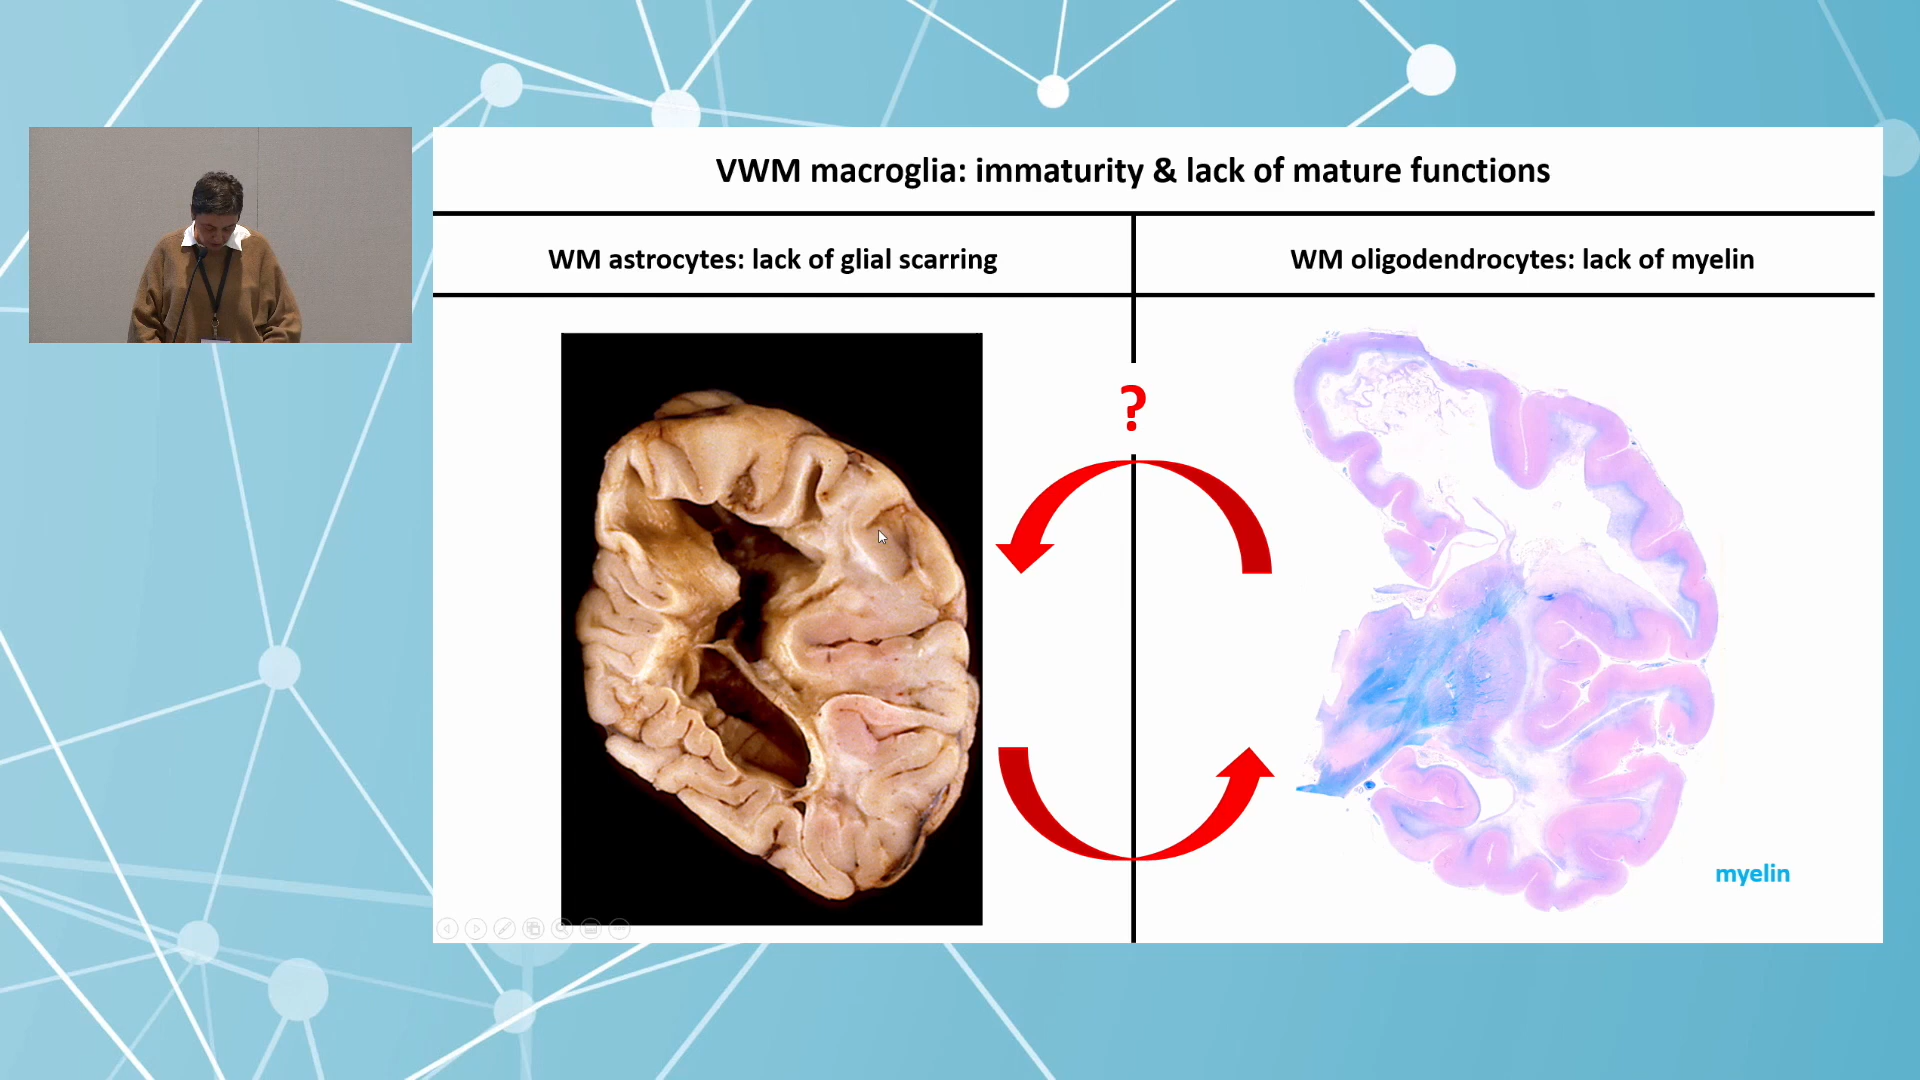 VWM macroglia: immaturity & lack of mature functions
WM astrocytes: lack of glial scarring
WM oligodendrocytes: lack of myelin
?
myelin